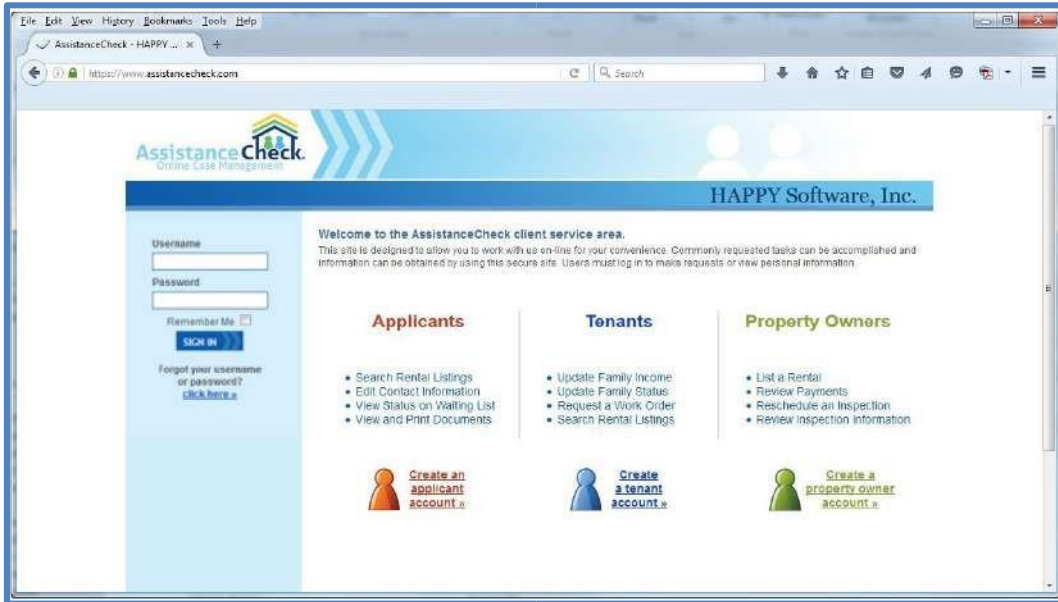 File Edit View History Bookmarks Tools Help
AssistanceCheck - HAPPY ... × +
https://www.assistancecheck.com
Search
AssistanceCheck.
Online Case Management
HAPPY Software, Inc.
Username
Password
Remember Me
SIGN IN
Forgot your username
or password?
click here »
Welcome to the AssistanceCheck client service area.
This site is designed to allow you to work with us on-line for your convenience. Commonly requested tasks can be accomplished and
information can be obtained by using this secure site. Users must log in to make requests or view personal information.
Applicants
• Search Rental Listings
• Edit Contact Information
• View Status on Waiting List
• View and Print Documents
Create an
applicant
account »
Tenants
• Update Family Income
• Update Family Status
• Request a Work Order
• Search Rental Listings
Create
a tenant
account »
Property Owners
• List a Rental
• Review Payments
• Reschedule an Inspection
• Review Inspection Information
Create a
property owner
account »